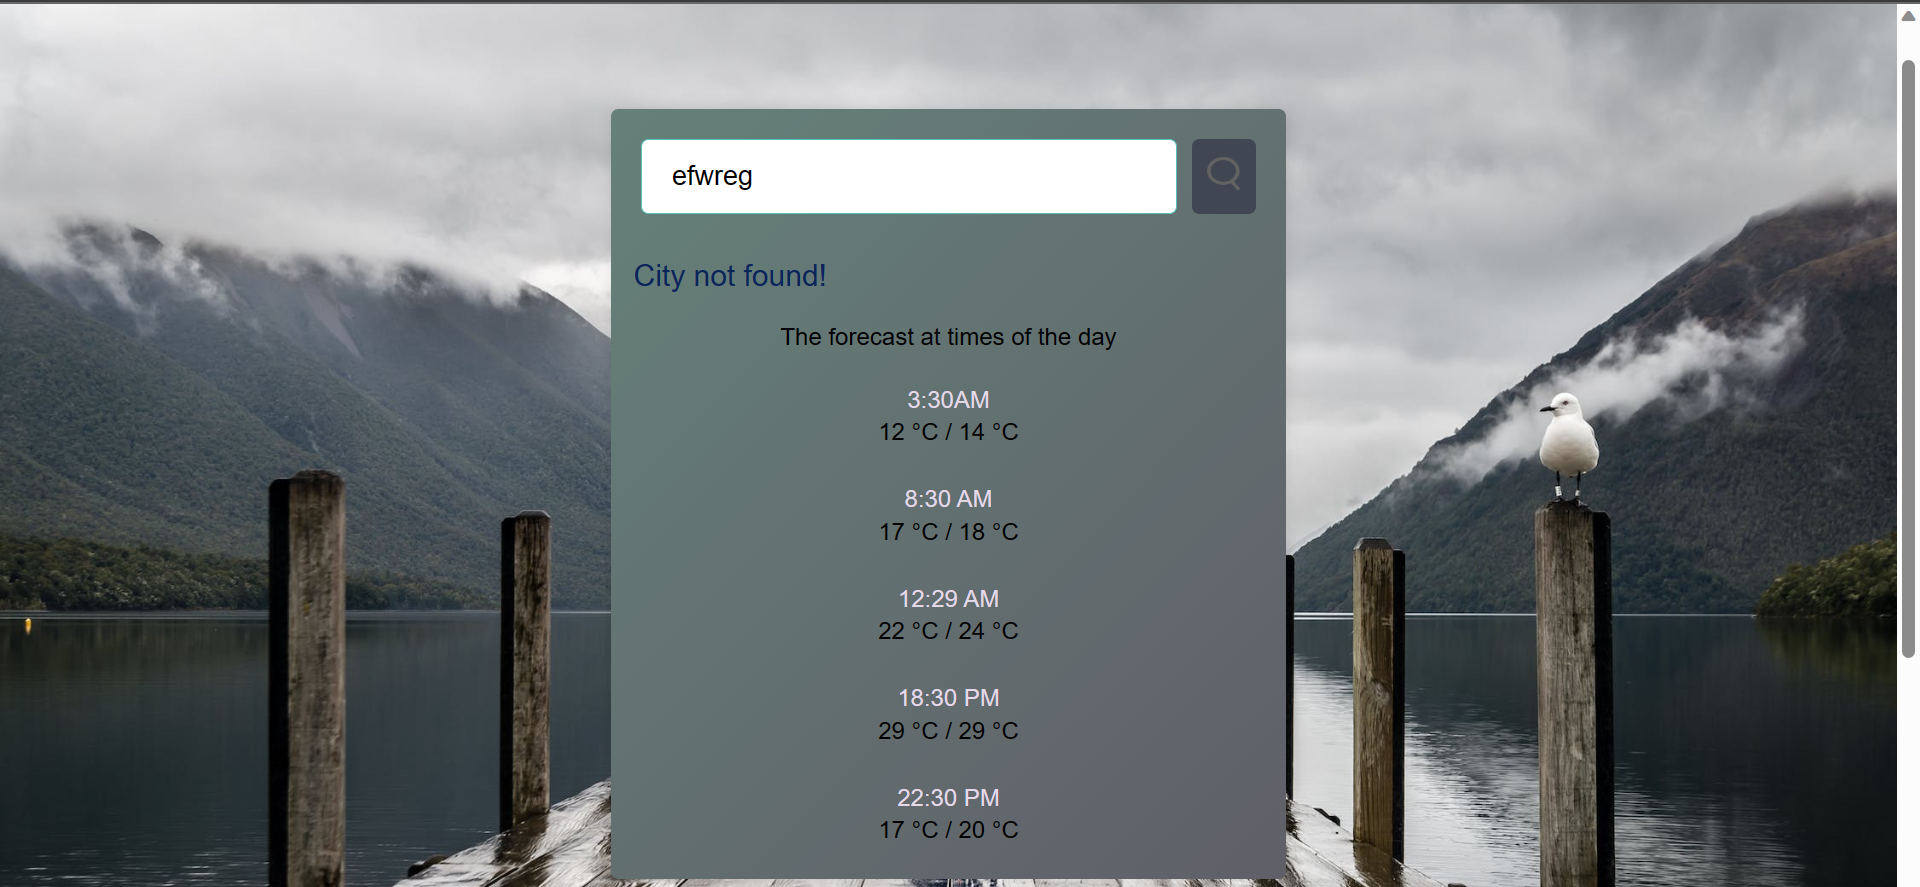 efwreg
City not found!
The forecast at times of the day
3:30AM
12 °C / 14 °C
8:30 AM
17 °C / 18 °C
12:29 AM
22 °C / 24 °C
18:30 PM
29 °C / 29 °C
22:30 PM
17 °C / 20 °C